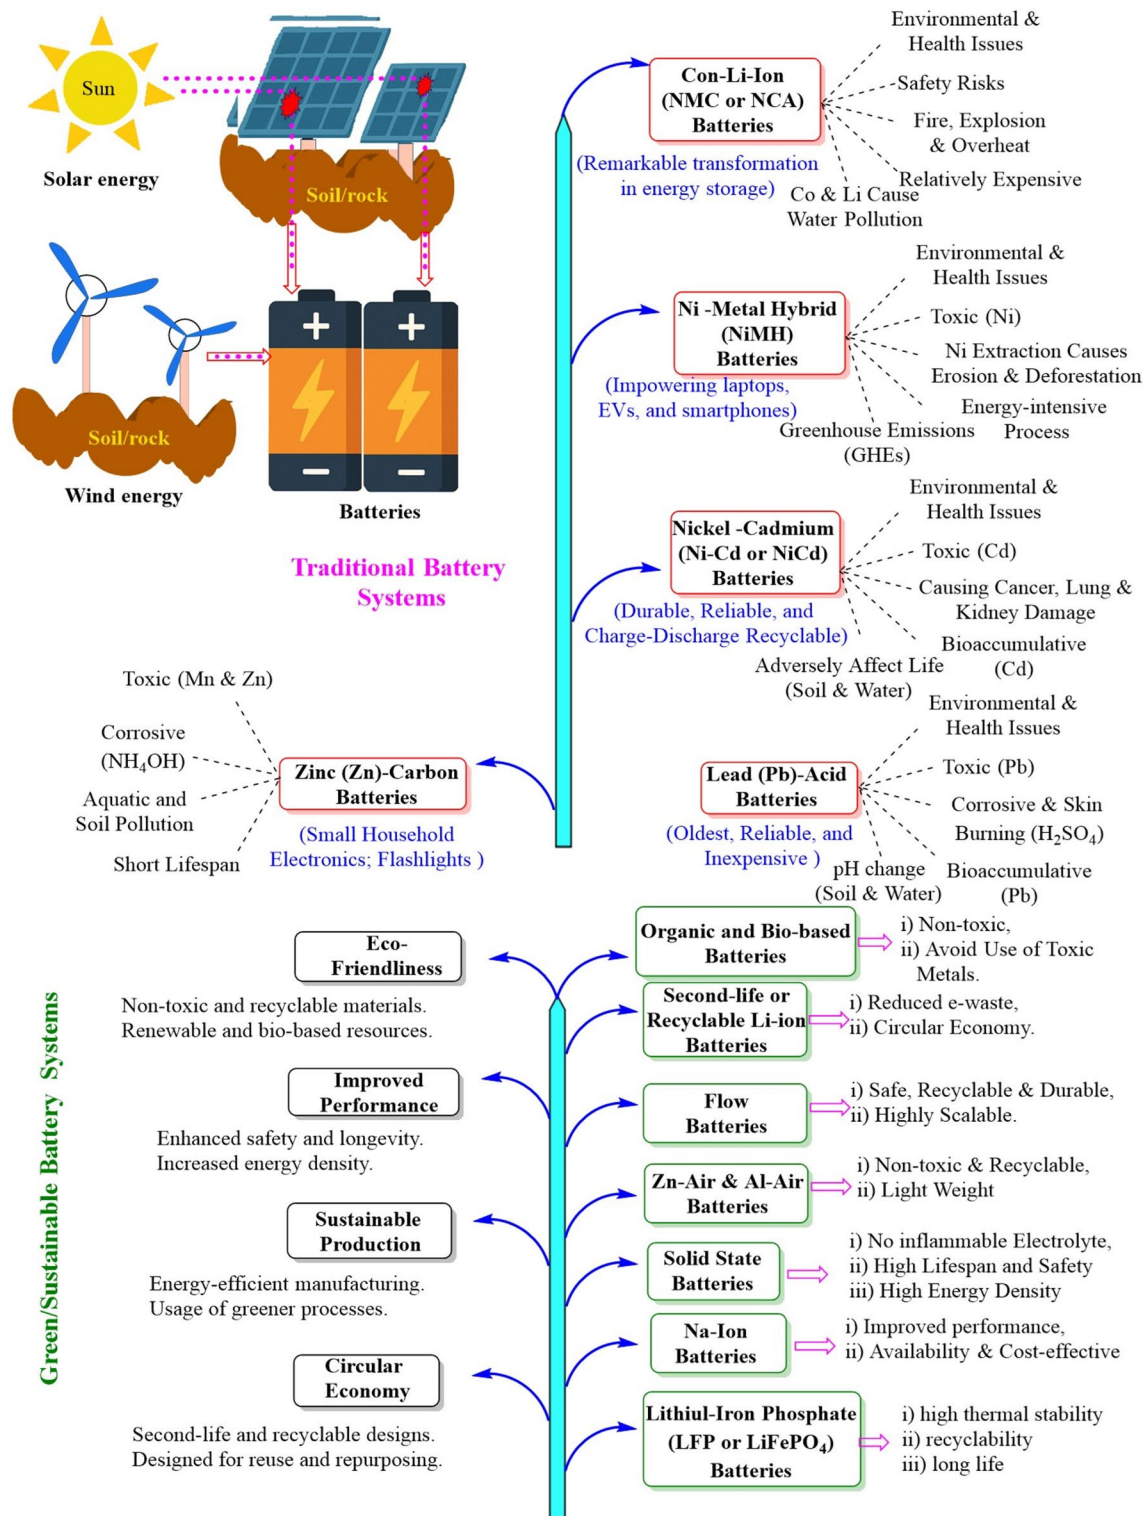 Sun
Solar energy
Soil/rock
Soil/rock
Wind energy
Batteries
Traditional Battery
Systems
Con-Li-Ion
(NMC or NCA)
Batteries
(Remarkable transformation
in energy storage)
Environmental &
Health Issues
Safety Risks
Fire, Explosion
& Overheat
Relatively Expensive
Co & Li Cause
Water Pollution
Ni -Metal Hybrid
(NiMH)
Batteries
(Impowering laptops,
EVs, and smartphones)
Environmental &
Health Issues
Toxic (Ni)
Ni Extraction Causes
Erosion & Deforestation
Energy-intensive
Process
Greenhouse Emissions
(GHEs)
Nickel -Cadmium
(Ni-Cd or NiCd)
Batteries
(Durable, Reliable, and
Charge-Discharge Recyclable)
Environmental &
Health Issues
Toxic (Cd)
Causing Cancer, Lung &
Kidney Damage
Bioaccumulative
(Cd)
Adversely Affect Life
(Soil & Water)
Toxic (Mn & Zn)
Corrosive
(NH4OH)
Aquatic and
Soil Pollution
Short Lifespan
Zinc (Zn)-Carbon
Batteries
(Small Household
Electronics; Flashlights )
Lead (Pb)-Acid
Batteries
(Oldest, Reliable, and
Inexpensive )
Environmental &
Health Issues
Toxic (Pb)
Corrosive & Skin
Burning (H2SO4)
Bioaccumulative
(Pb)
pH change
(Soil & Water)
Green/Sustainable Battery Systems
Eco-
Friendliness
Non-toxic and recyclable materials.
Renewable and bio-based resources.
Improved
Performance
Enhanced safety and longevity.
Increased energy density.
Sustainable
Production
Energy-efficient manufacturing.
Usage of greener processes.
Circular
Economy
Second-life and recyclable designs.
Designed for reuse and repurposing.
Organic and Bio-based
Batteries
i) Non-toxic,
ii) Avoid Use of Toxic
Metals.
Second-life or
Recyclable Li-ion
Batteries
i) Reduced e-waste,
ii) Circular Economy.
Flow
Batteries
i) Safe, Recyclable & Durable,
ii) Highly Scalable.
Zn-Air & Al-Air
Batteries
i) Non-toxic & Recyclable,
ii) Light Weight
Solid State
Batteries
i) No inflammable Electrolyte,
ii) High Lifespan and Safety
iii) High Energy Density
Na-Ion
Batteries
i) Improved performance,
ii) Availability & Cost-effective
Lithiul-Iron Phosphate
(LFP or LiFePO4)
Batteries
i) high thermal stability
ii) recyclability
iii) long life